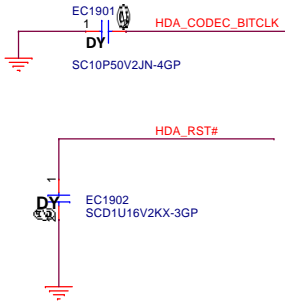 EC1901
1
HDA_CODEC_BITCLK
DY
SC10P50V2JN-4GP
HDA_RST#
1
DY
EC1902
SCD1U16V2KX-3GP